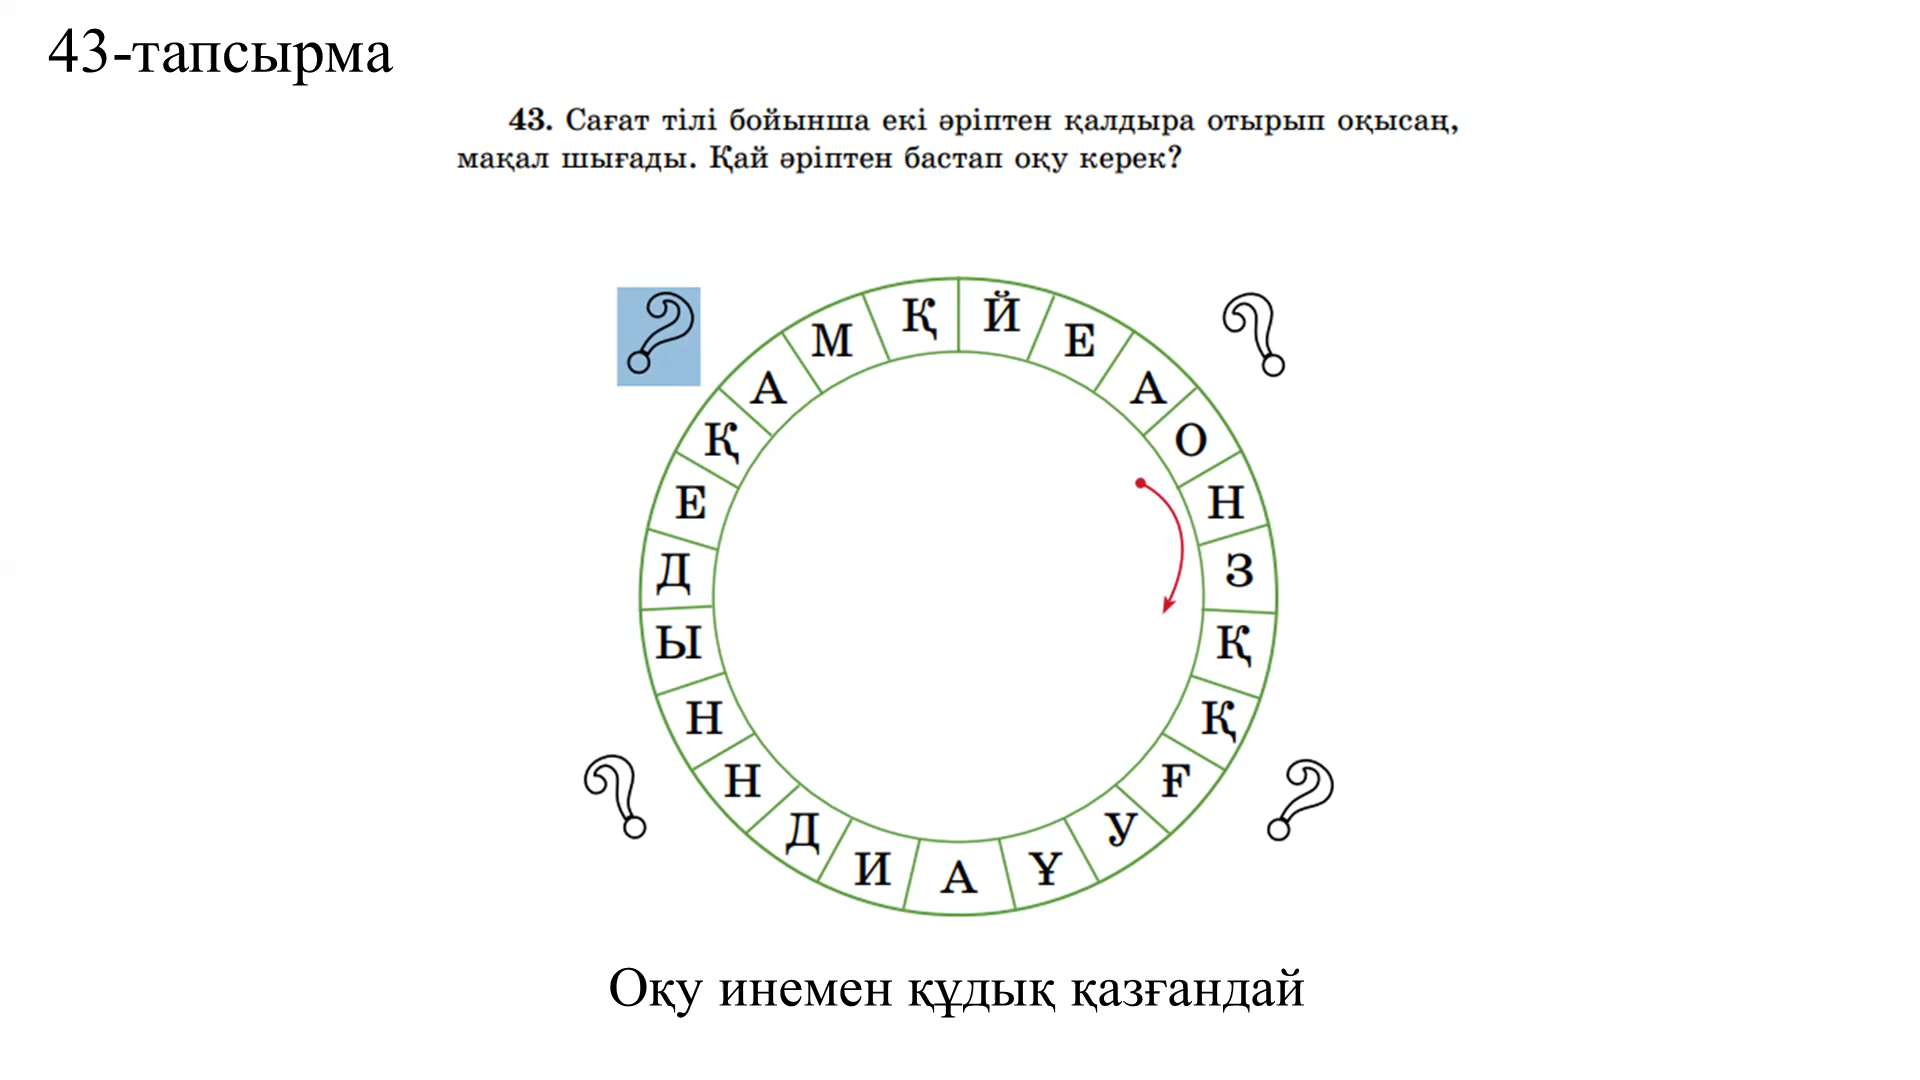 43-тапсырма
43. Сағат тілі бойынша екі әріптен қалдыра отырып оқысаң,
мақал шығады. Қай әріптен бастап оқу керек?
Й Е А О Н З Қ Қ Ғ У Ұ А И Д Н Н Ы Д Е Қ А М Қ
Оқу инемен құдық қазғандай